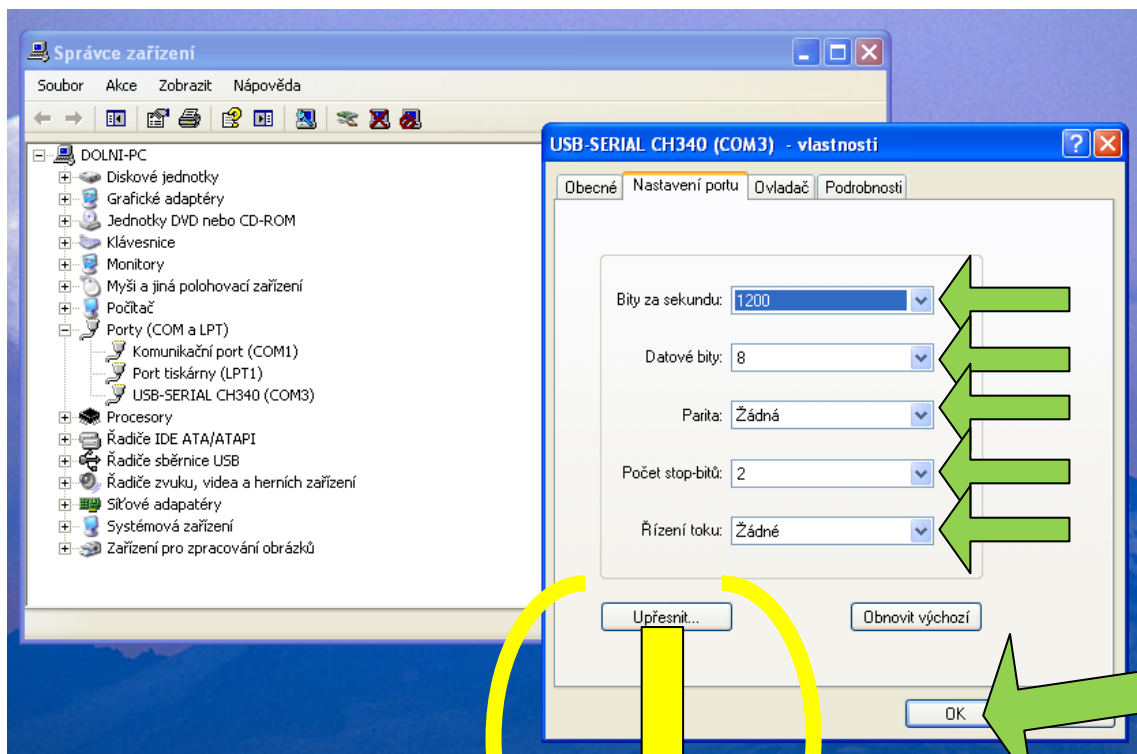 Správce zařízení
Soubor Akce Zobrazit Nápověda
DOLNI-PC
Diskové jednotky
Grafické adaptéry
Jednotky DVD nebo CD-ROM
Klávesnice
Monitory
Myši a jiná polohovací zařízení
Počítač
Porty (COM a LPT)
Komunikační port (COM1)
Port tiskárny (LPT1)
USB-SERIAL CH340 (COM3)
Procesory
Řadiče IDE ATA/ATAPI
Řadiče sběrnice USB
Řadiče zvuku, videa a herních zařízení
Síťové adaptéry
Systémová zařízení
Zařízení pro zpracování obrázků
USB-SERIAL CH340 (COM3) - vlastnosti
Obecné Nastavení portu Ovladač Podrobnosti
Bity za sekundu: 1200
Datové bity: 8
Parita: Žádná
Počet stop-bitů: 2
Řízení toku: Žádné
Upřesnit... Obnovit výchozí
OK